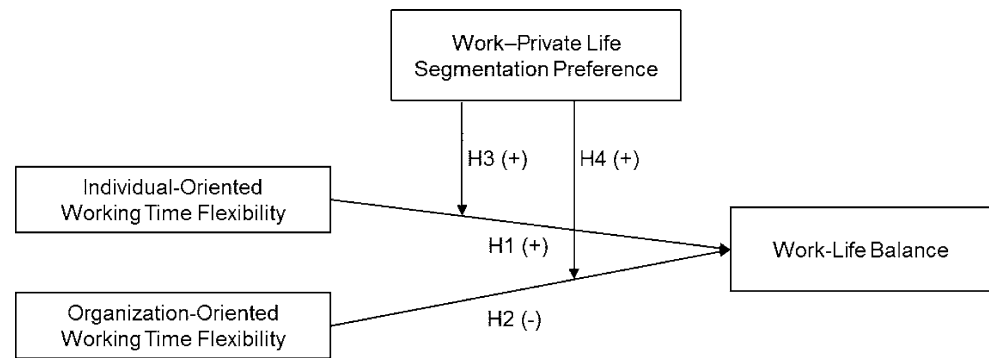 Work–Private Life
Segmentation Preference
H3 (+)
H4 (+)
Individual-Oriented
Working Time Flexibility
H1 (+)
Work-Life Balance
Organization-Oriented
Working Time Flexibility
H2 (-)